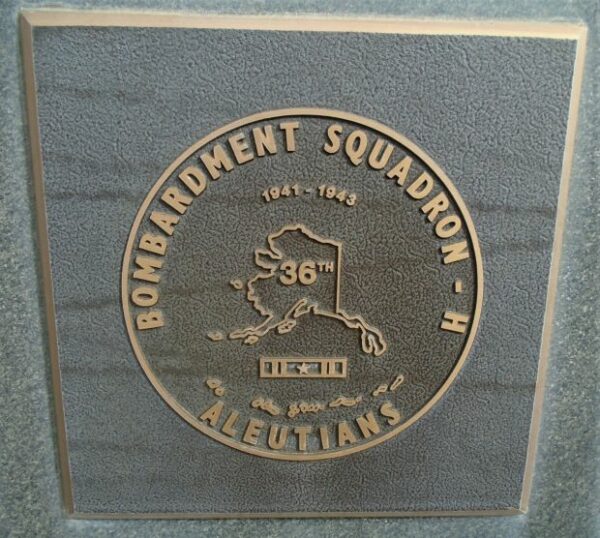 BOMBARDMENT SQUADRON - H
1941 - 1943
36TH
ALEUTIANS